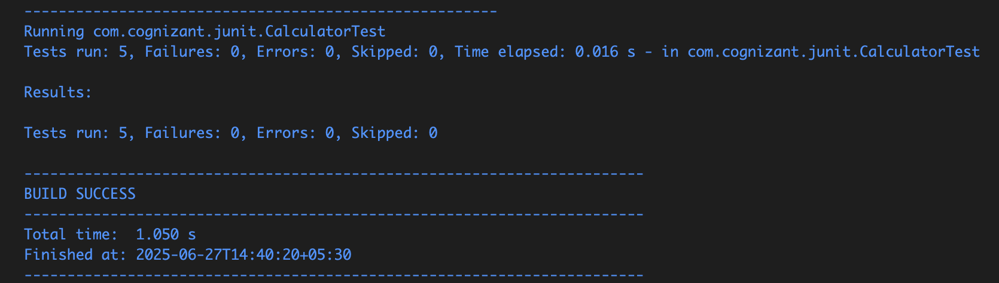 -------------------------------------------------------
Running com.cognizant.junit.CalculatorTest
Tests run: 5, Failures: 0, Errors: 0, Skipped: 0, Time elapsed: 0.016 s - in com.cognizant.junit.CalculatorTest
Results:
Tests run: 5, Failures: 0, Errors: 0, Skipped: 0
------------------------------------------------------------------------
BUILD SUCCESS
------------------------------------------------------------------------
Total time:  1.050 s
Finished at: 2025-06-27T14:40:20+05:30
------------------------------------------------------------------------